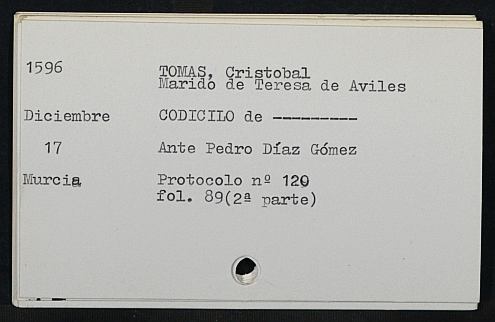 1596 TOMAS, Cristobal
Marido de Teresa de Aviles
Diciembre CODICILO de ---------
17 Ante Pedro Díaz Gómez
Murcia Protocolo nº 120
fol. 89(2ª parte)